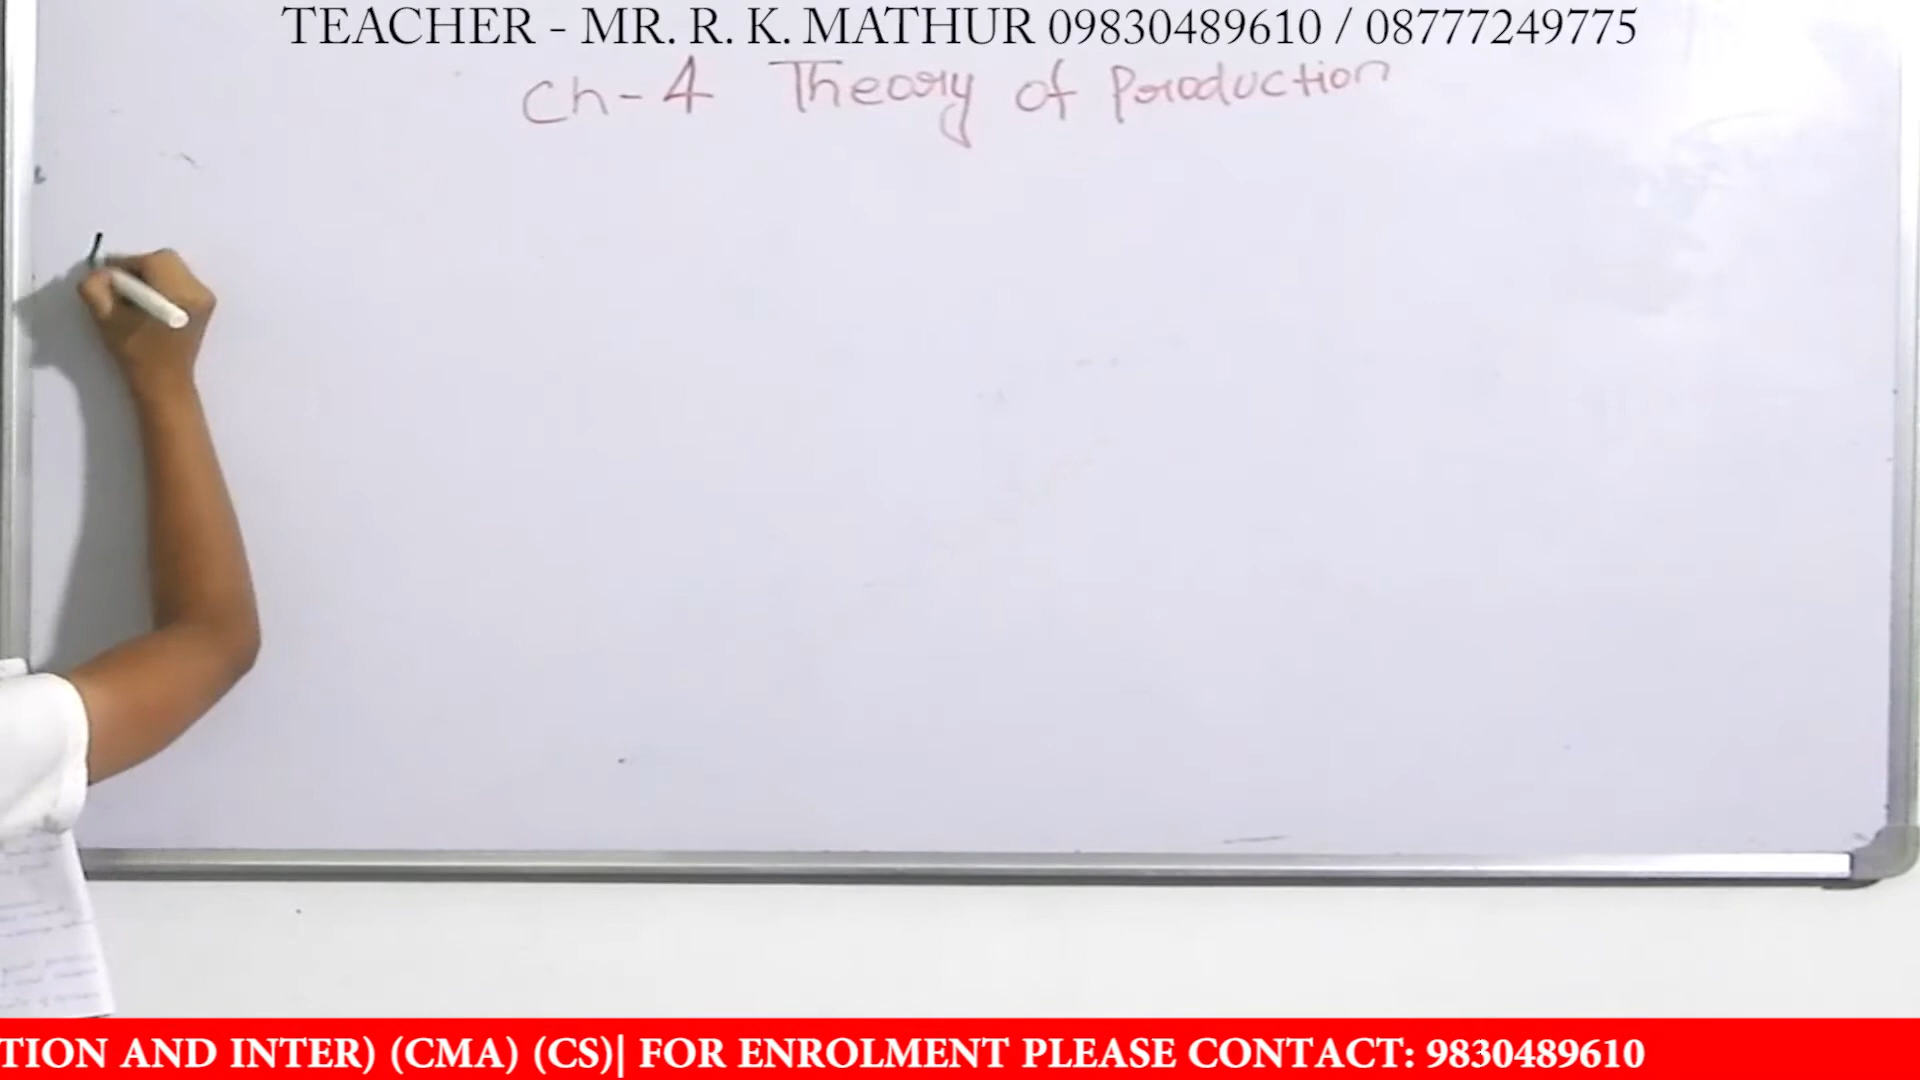 TEACHER - MR. R. K. MATHUR 09830489610 / 08777249775
Ch-4 Theory of Production
TION AND INTER) (CMA) (CS)| FOR ENROLMENT PLEASE CONTACT: 9830489610